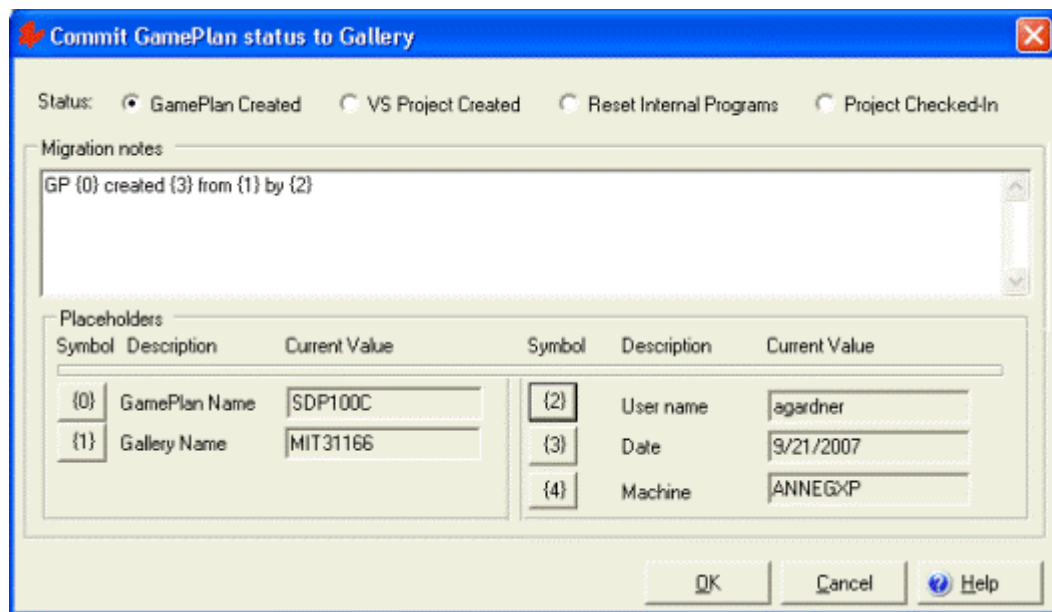 Commit GamePlan status to Gallery
Status: GamePlan Created VS Project Created Reset Internal Programs Project Checked-In
Migration notes
GP {0} created {3} from {1} by {2}
Placeholders
Symbol Description Current Value Symbol Description Current Value
{0} GamePlan Name SDP100C {2} User name agardner
{1} Gallery Name MIT31166 {3} Date 9/21/2007
{4} Machine ANNEGXP
OK Cancel Help